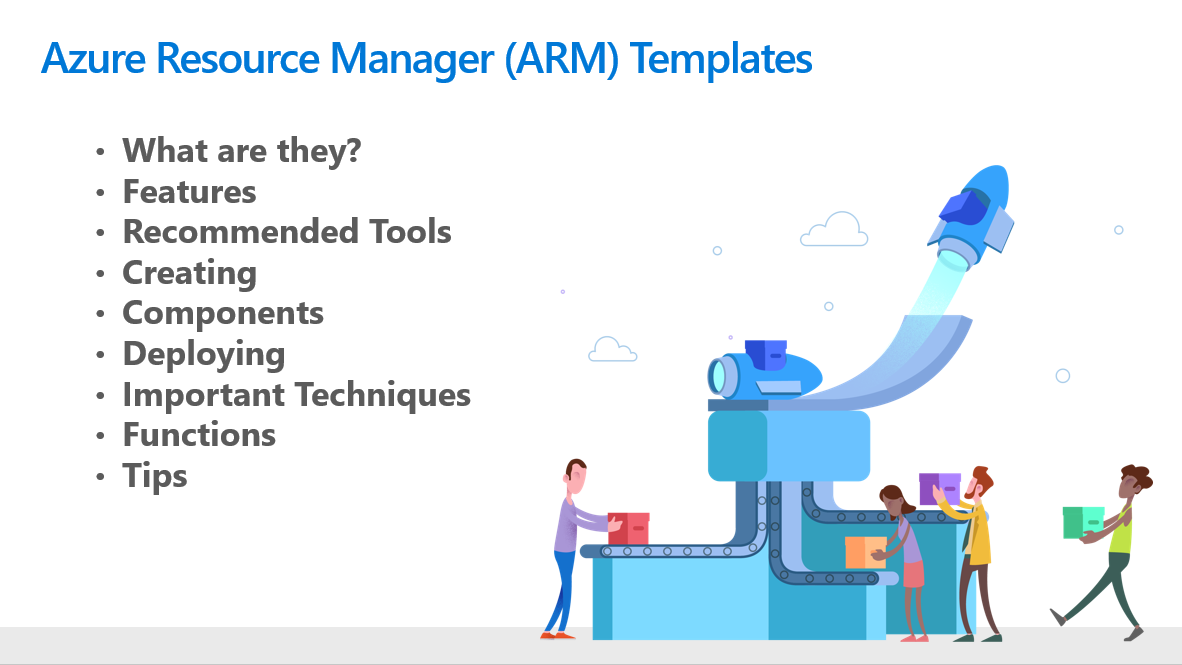 Azure Resource Manager (ARM) Templates
• What are they?
• Features
• Recommended Tools
• Creating
• Components
• Deploying
• Important Techniques
• Functions
• Tips